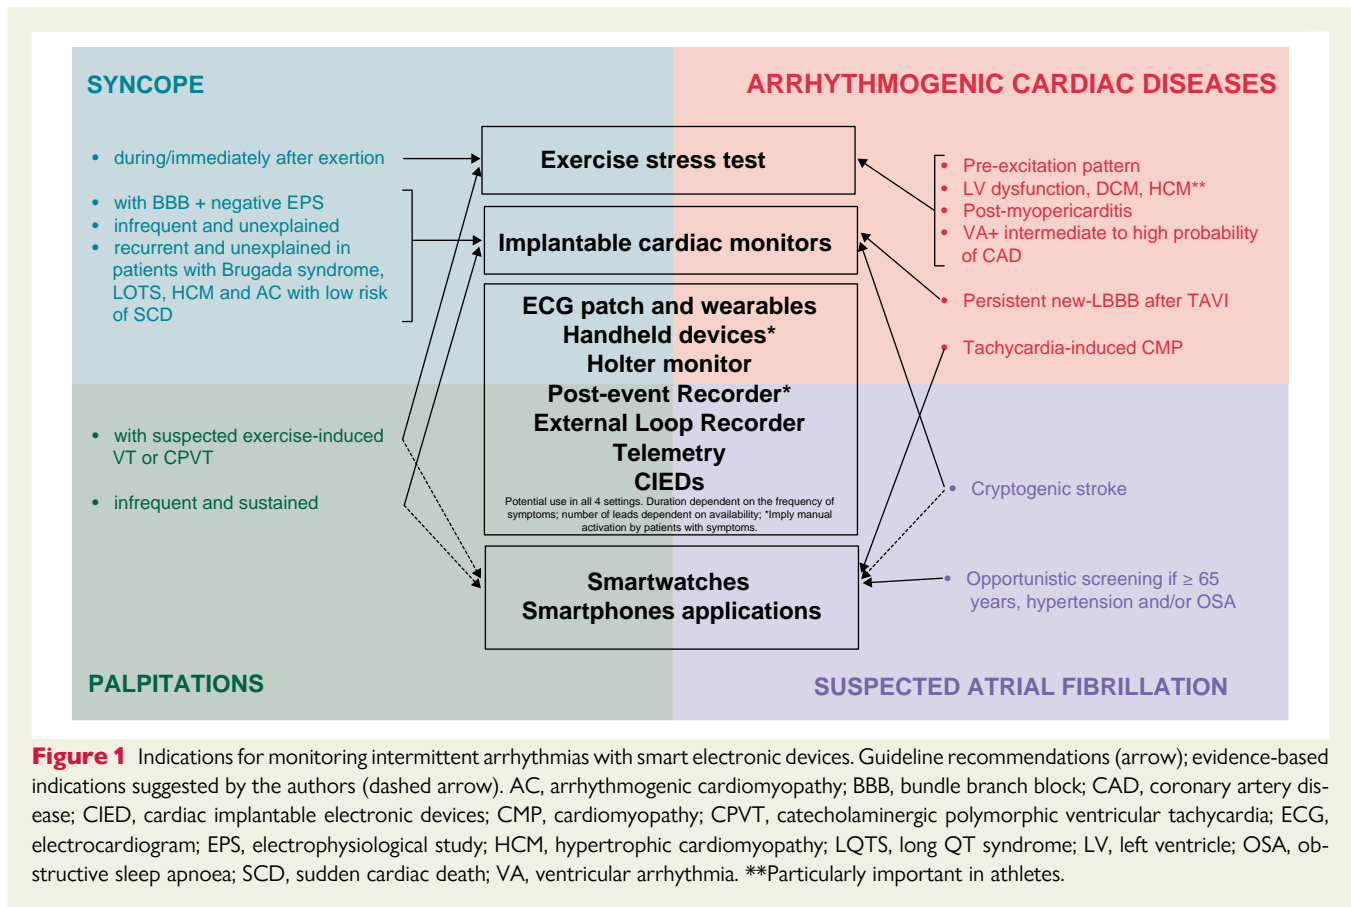 SYNCOPE
• during/immediately after exertion
• with BBB + negative EPS
• infrequent and unexplained
• recurrent and unexplained in
patients with Brugada syndrome,
LOTS, HCM and AC with low risk
of SCD
ARRHYTHMOGENIC CARDIAC DISEASES
• Pre-excitation pattern
• LV dysfunction, DCM, HCM**
• Post-myopericarditis
• VA+ intermediate to high probability
of CAD
• Persistent new-LBBB after TAVI
• Tachycardia-induced CMP
Exercise stress test
Implantable cardiac monitors
ECG patch and wearables
Handheld devices*
Holter monitor
Post-event Recorder*
External Loop Recorder
Telemetry
CIEDs
Potential use in all 4 settings. Duration dependent on the frequency of
symptoms; number of leads dependent on availability; *Imply manual
activation by patients with symptoms.
Smartwatches
Smartphones applications
• with suspected exercise-induced
VT or CPVT
• infrequent and sustained
PALPITATIONS
• Cryptogenic stroke
• Opportunistic screening if ≥ 65
years, hypertension and/or OSA
SUSPECTED ATRIAL FIBRILLATION
Figure 1 Indications for monitoring intermittent arrhythmias with smart electronic devices. Guideline recommendations (arrow); evidence-based
indications suggested by the authors (dashed arrow). AC, arrhythmogenic cardiomyopathy; BBB, bundle branch block; CAD, coronary artery dis-
ease; CIED, cardiac implantable electronic devices; CMP, cardiomyopathy; CPVT, catecholaminergic polymorphic ventricular tachycardia; ECG,
electrocardiogram; EPS, electrophysiological study; HCM, hypertrophic cardiomyopathy; LQTS, long QT syndrome; LV, left ventricle; OSA, ob-
structive sleep apnoea; SCD, sudden cardiac death; VA, ventricular arrhythmia. **Particularly important in athletes.